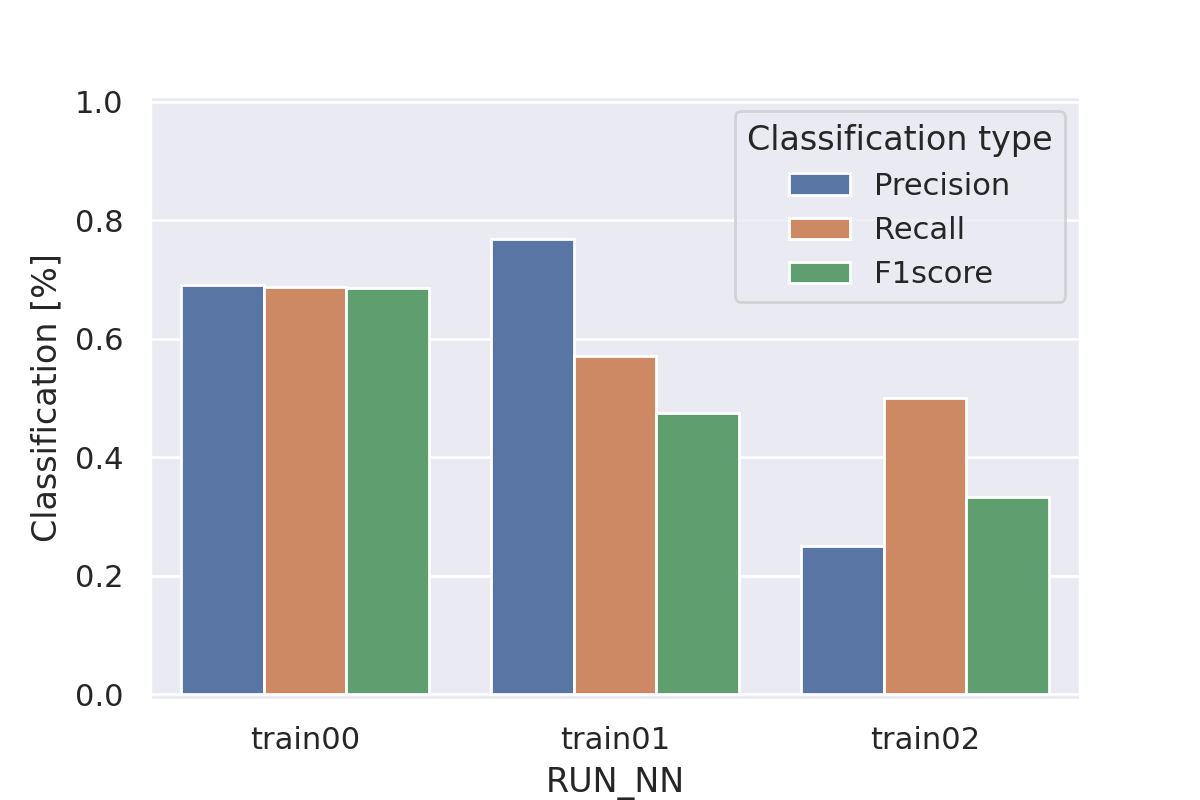 1.0
0.8
0.6
0.4
0.2
0.0
Classification [%]
Classification type
Precision
Recall
F1score
train00
train01
train02
RUN_NN